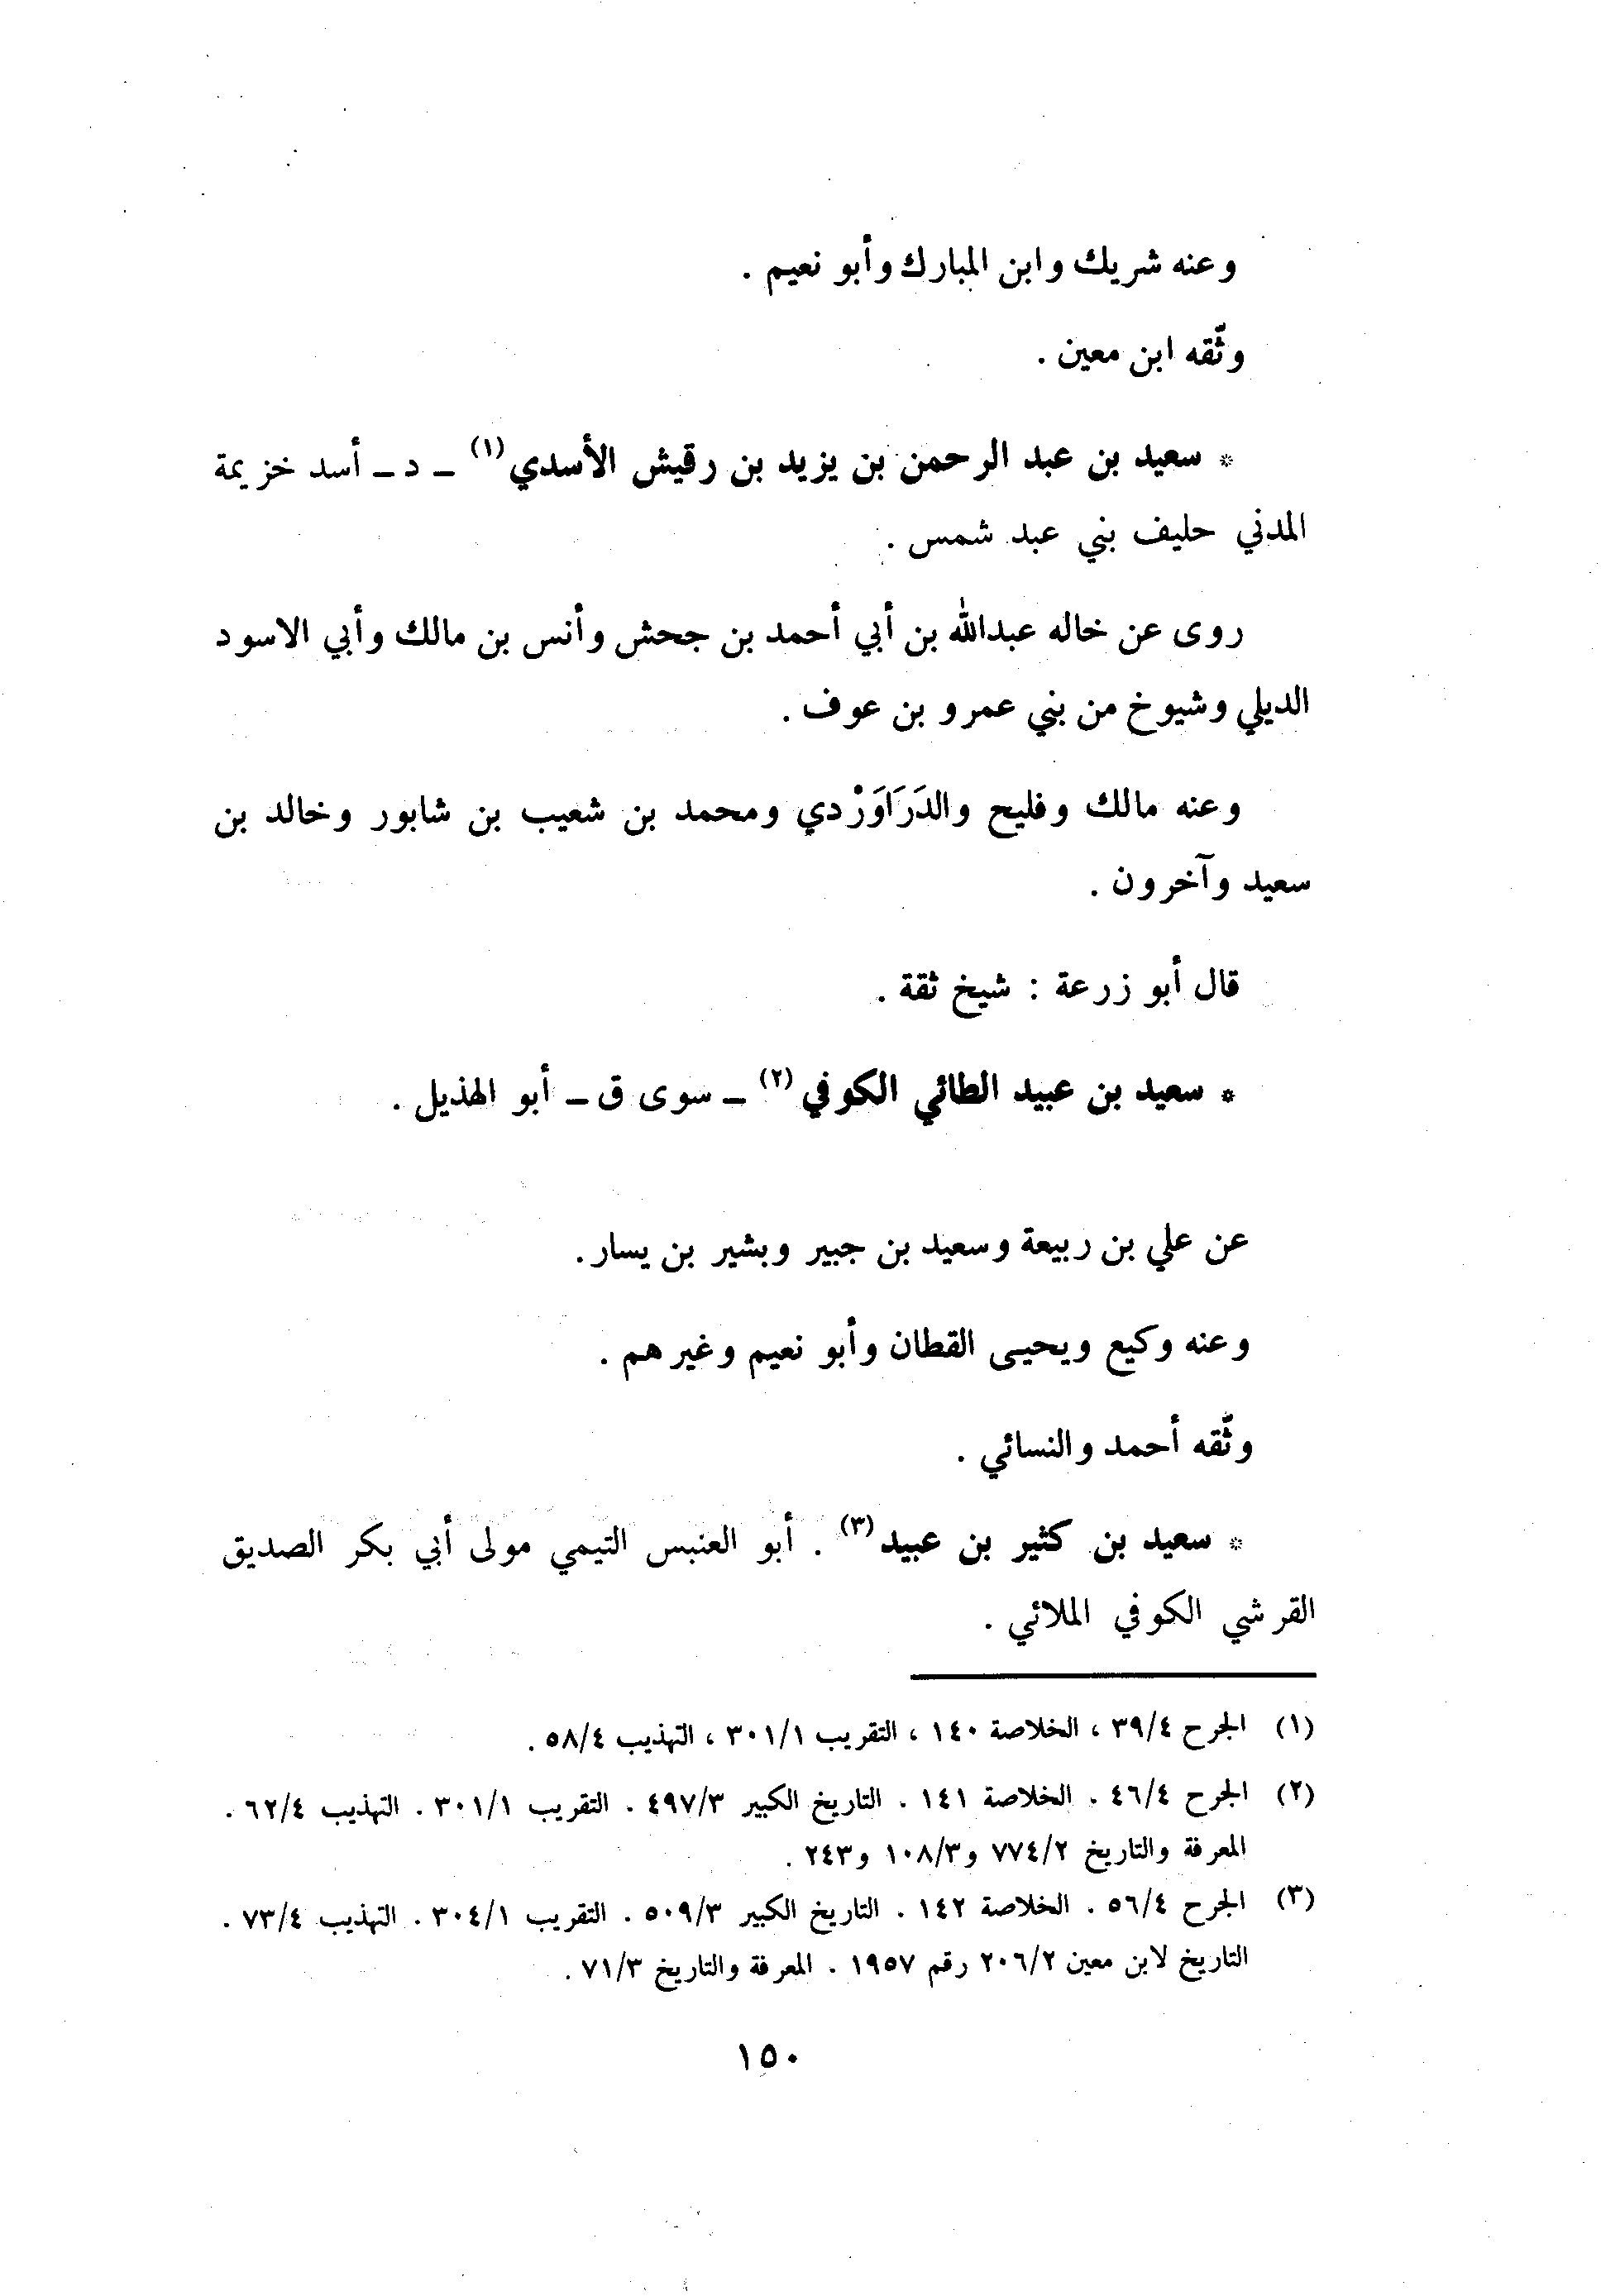 وعنه شريك وابن المبارك وأبو نعيم .
وثّقه ابن معين .
* سعيد بن عبد الرحمن بن يزيد بن رقيش الأسدي (١) ـ د ـ أسد خزيمة
المدني حليف بني عبد شمس .
روى عن خاله عبدالله بن أبي أحمد بن جحش وأنس بن مالك وأبي الاسود
الديلي وشيوخ من بني عمرو بن عوف .
وعنه مالك وفليح والدَرَاوَرْدي ومحمد بن شعيب بن شابور وخالد بن
سعيد وآخرون .
قال أبو زرعة : شيخ ثقة .
* سعيد بن عبيد الطائي الكوفي (٢) ـ سوى ق ـ أبو الهذيل .
عن علي بن ربيعة وسعيد بن جبير وبشير بن يسار .
وعنه وكيع ويحيى القطان وأبو نعيم وغيرهم .
وثّقه أحمد والنسائي .
* سعيد بن كثير بن عبيد (٣) . أبو العنبس التيمي مولى أبي بكر الصديق
القرشي الكوفي الملائي .
(١) الجرح ٣٩/٤ ، الخلاصة ١٤٠ ، التقريب ٣٠١/١ ، التهذيب ٥٨/٤ .
(٢) الجرح ٤٦/٤ . الخلاصة ١٤١ . التاريخ الكبير ٤٩٧/٣ . التقريب ٣٠١/١ . التهذيب ٦٢/٤ .
المعرفة والتاريخ ٧٧٤/٢ و١٠٨/٣ و٢٤٣ .
(٣) الجرح ٥٦/٤ . الخلاصة ١٤٢ . التاريخ الكبير ٥٠٩/٣ . التقريب ٣٠٤/١ . التهذيب ٧٣/٤ .
التاريخ لابن معين ٢٠٦/٢ رقم ١٩٥٧ . المعرفة والتاريخ ٧١/٣ .
١٥٠